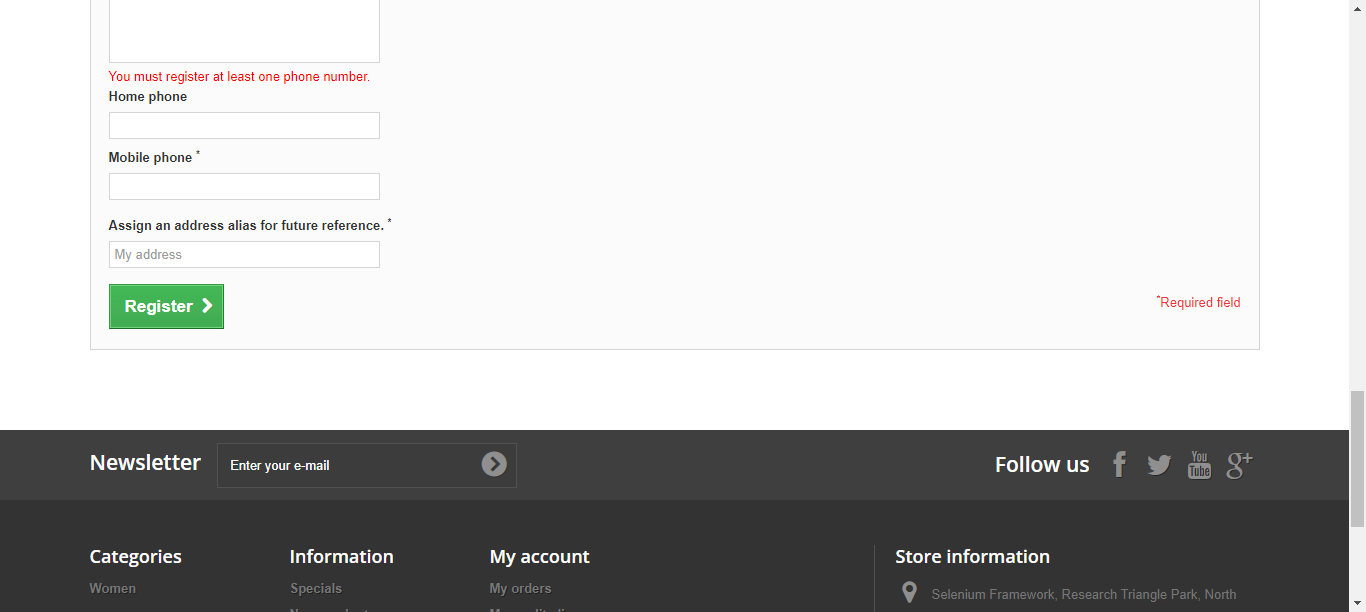 You must register at least one phone number.
Home phone
Mobile phone *
Assign an address alias for future reference. *
My address
Register
*Required field
Newsletter
Enter your e-mail
Follow us
You Tube
g+
Categories
Information
My account
Store information
Women
Specials
My orders
Selenium Framework, Research Triangle Park, North